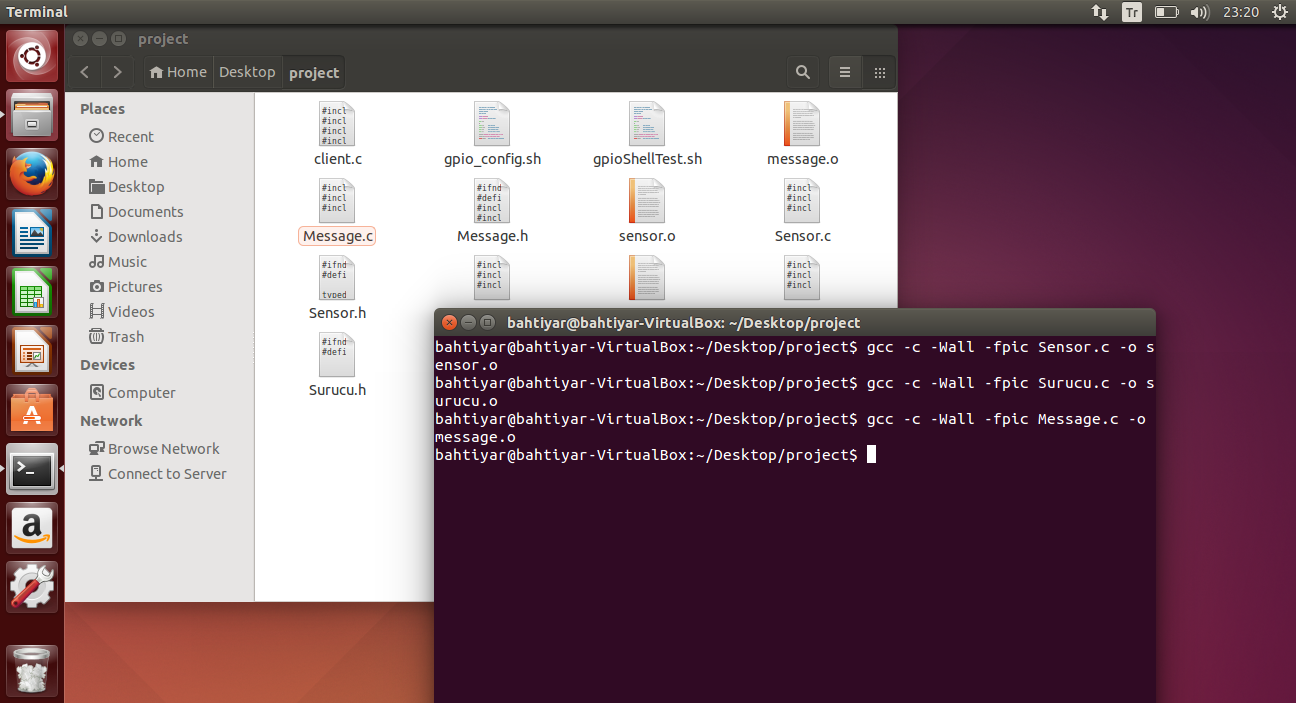 Terminal
Tr
23:20
project
Home Desktop project
Places
Recent
Home
Desktop
Documents
Downloads
Music
Pictures
Videos
Trash
Devices
Computer
Network
Browse Network
Connect to Server
#incl
#incl
#incl
#incl
client.c
gpio_config.sh
gpioShellTest.sh
message.o
#incl
#incl
#incl
Message.c
#ifnd
#defi
#incl
#incl
Message.h
sensor.o
#incl
#incl
#incl
Sensor.c
#ifnd
#defi
typed
Sensor.h
#incl
#incl
#incl
#incl
#incl
#incl
#ifnd
#defi
Surucu.h
bahtiyar@bahtiyar-VirtualBox: ~/Desktop/project
bahtiyar@bahtiyar-VirtualBox:~/Desktop/project$ gcc -c -Wall -fpic Sensor.c -o s
ensor.o
bahtiyar@bahtiyar-VirtualBox:~/Desktop/project$ gcc -c -Wall -fpic Surucu.c -o s
urucu.o
bahtiyar@bahtiyar-VirtualBox:~/Desktop/project$ gcc -c -Wall -fpic Message.c -o
message.o
bahtiyar@bahtiyar-VirtualBox:~/Desktop/project$